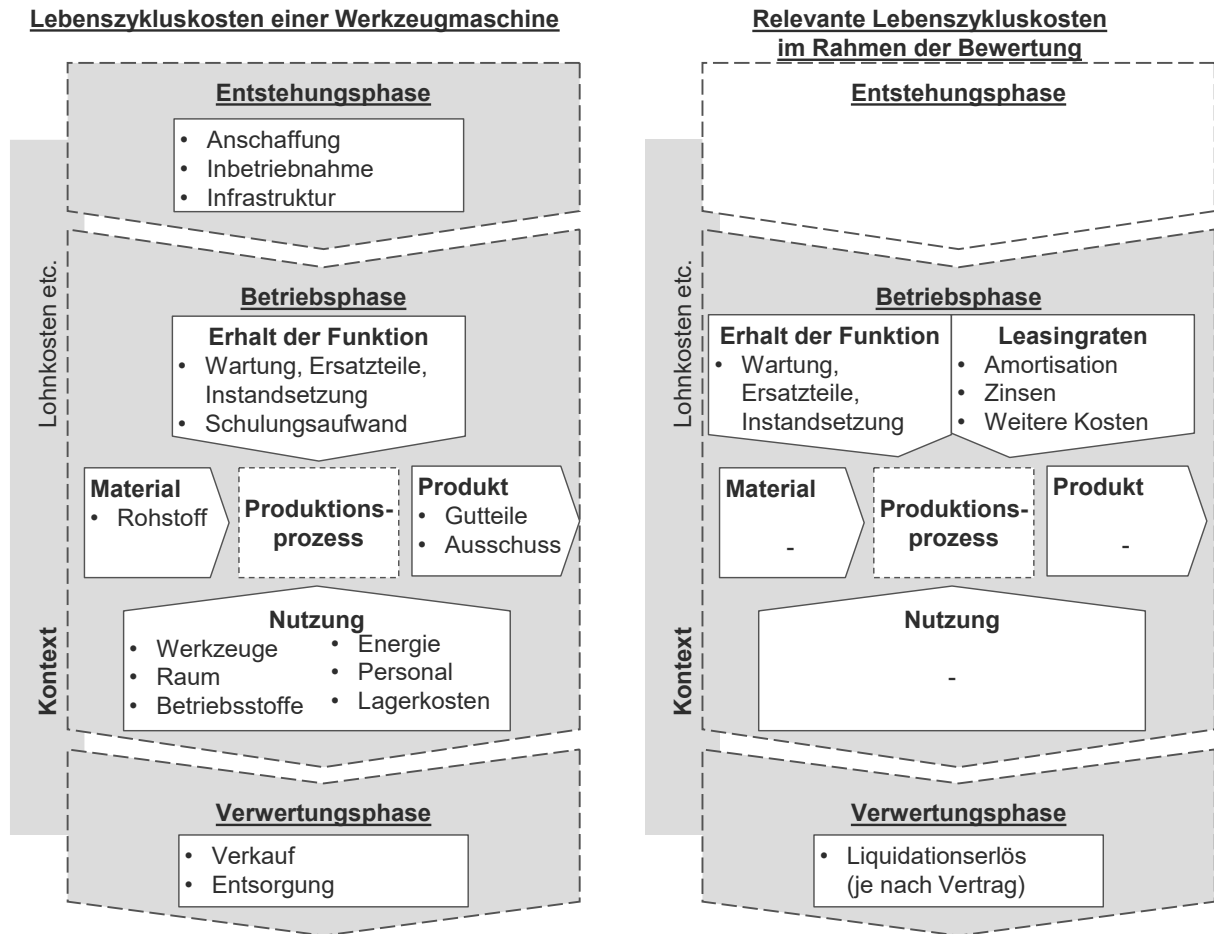 Lebenszykluskosten einer Werkzeugmaschine
Entstehungsphase
• Anschaffung
• Inbetriebnahme
• Infrastruktur
Lohnkosten etc.
Kontext
Betriebsphase
Erhalt der Funktion
• Wartung, Ersatzteile,
Instandsetzung
• Schulungsaufwand
Material
• Rohstoff
Produktions-
prozess
Produkt
• Gutteile
• Ausschuss
Nutzung
• Werkzeuge
• Raum
• Betriebsstoffe
• Energie
• Personal
• Lagerkosten
Verwertungsphase
• Verkauf
• Entsorgung
Relevante Lebenszykluskosten
im Rahmen der Bewertung
Entstehungsphase
Lohnkosten etc.
Kontext
Betriebsphase
Erhalt der Funktion
• Wartung,
Ersatzteile,
Instandsetzung
Leasingraten
• Amortisation
• Zinsen
• Weitere Kosten
Material
-
Produktions-
prozess
Produkt
-
Nutzung
-
Verwertungsphase
• Liquidationserlös
(je nach Vertrag)